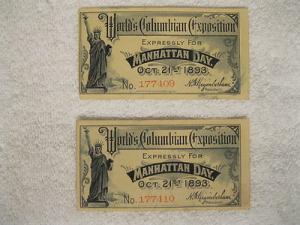 World's Columbian Exposition
EXPRESSLY FOR
MANHATTAN DAY,
OCT. 21ST 1893.
No. 177409
World's Columbian Exposition
EXPRESSLY FOR
MANHATTAN DAY,
OCT. 21ST 1893.
No. 177410